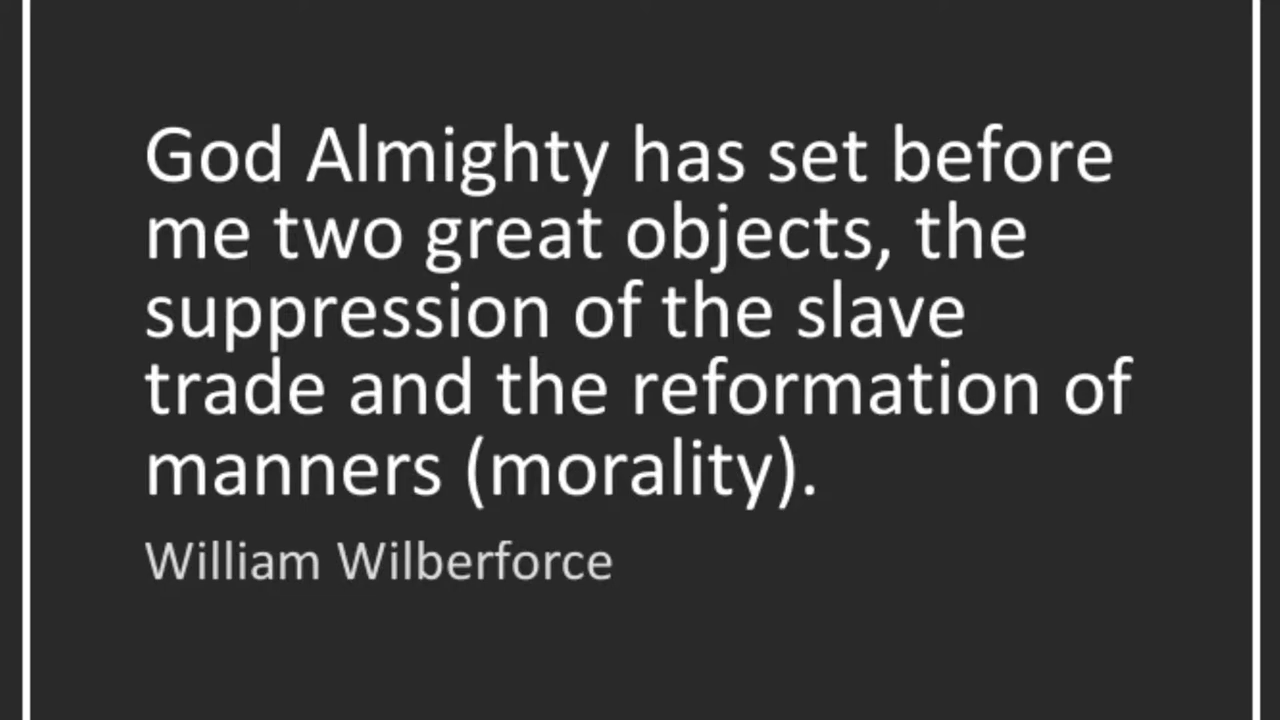 God Almighty has set before
me two great objects, the
suppression of the slave
trade and the reformation of
manners (morality).
William Wilberforce